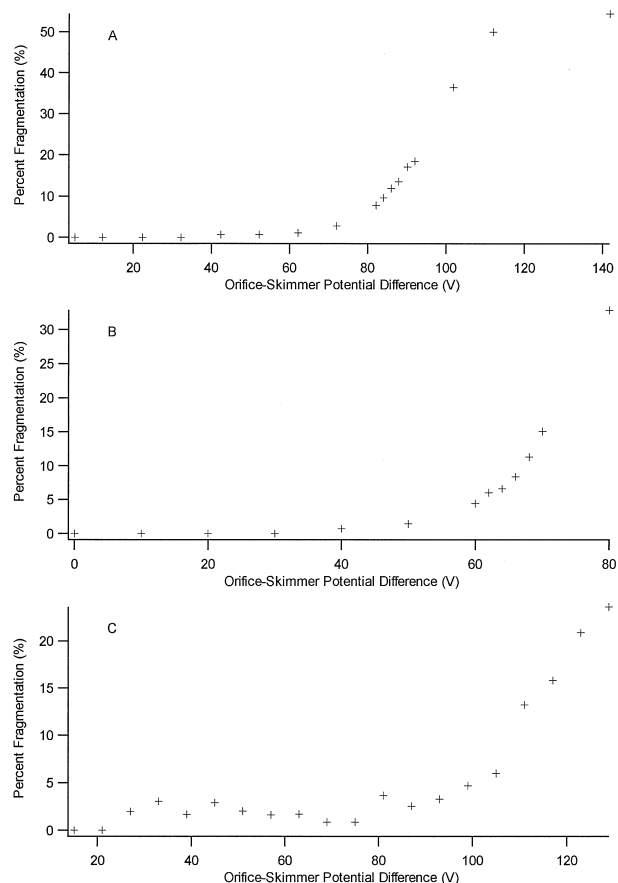 A
Percent Fragmentation (%)
50
40
30
20
10
0
20 40 60 80 100 120 140
Orifice-Skimmer Potential Difference (V)
B
Percent Fragmentation (%)
30
25
20
15
10
5
0
0 20 40 60 80
Orifice-Skimmer Potential Difference (V)
C
Percent Fragmentation (%)
20
15
10
5
0
20 40 60 80 100 120
Orifice-Skimmer Potential Difference (V)